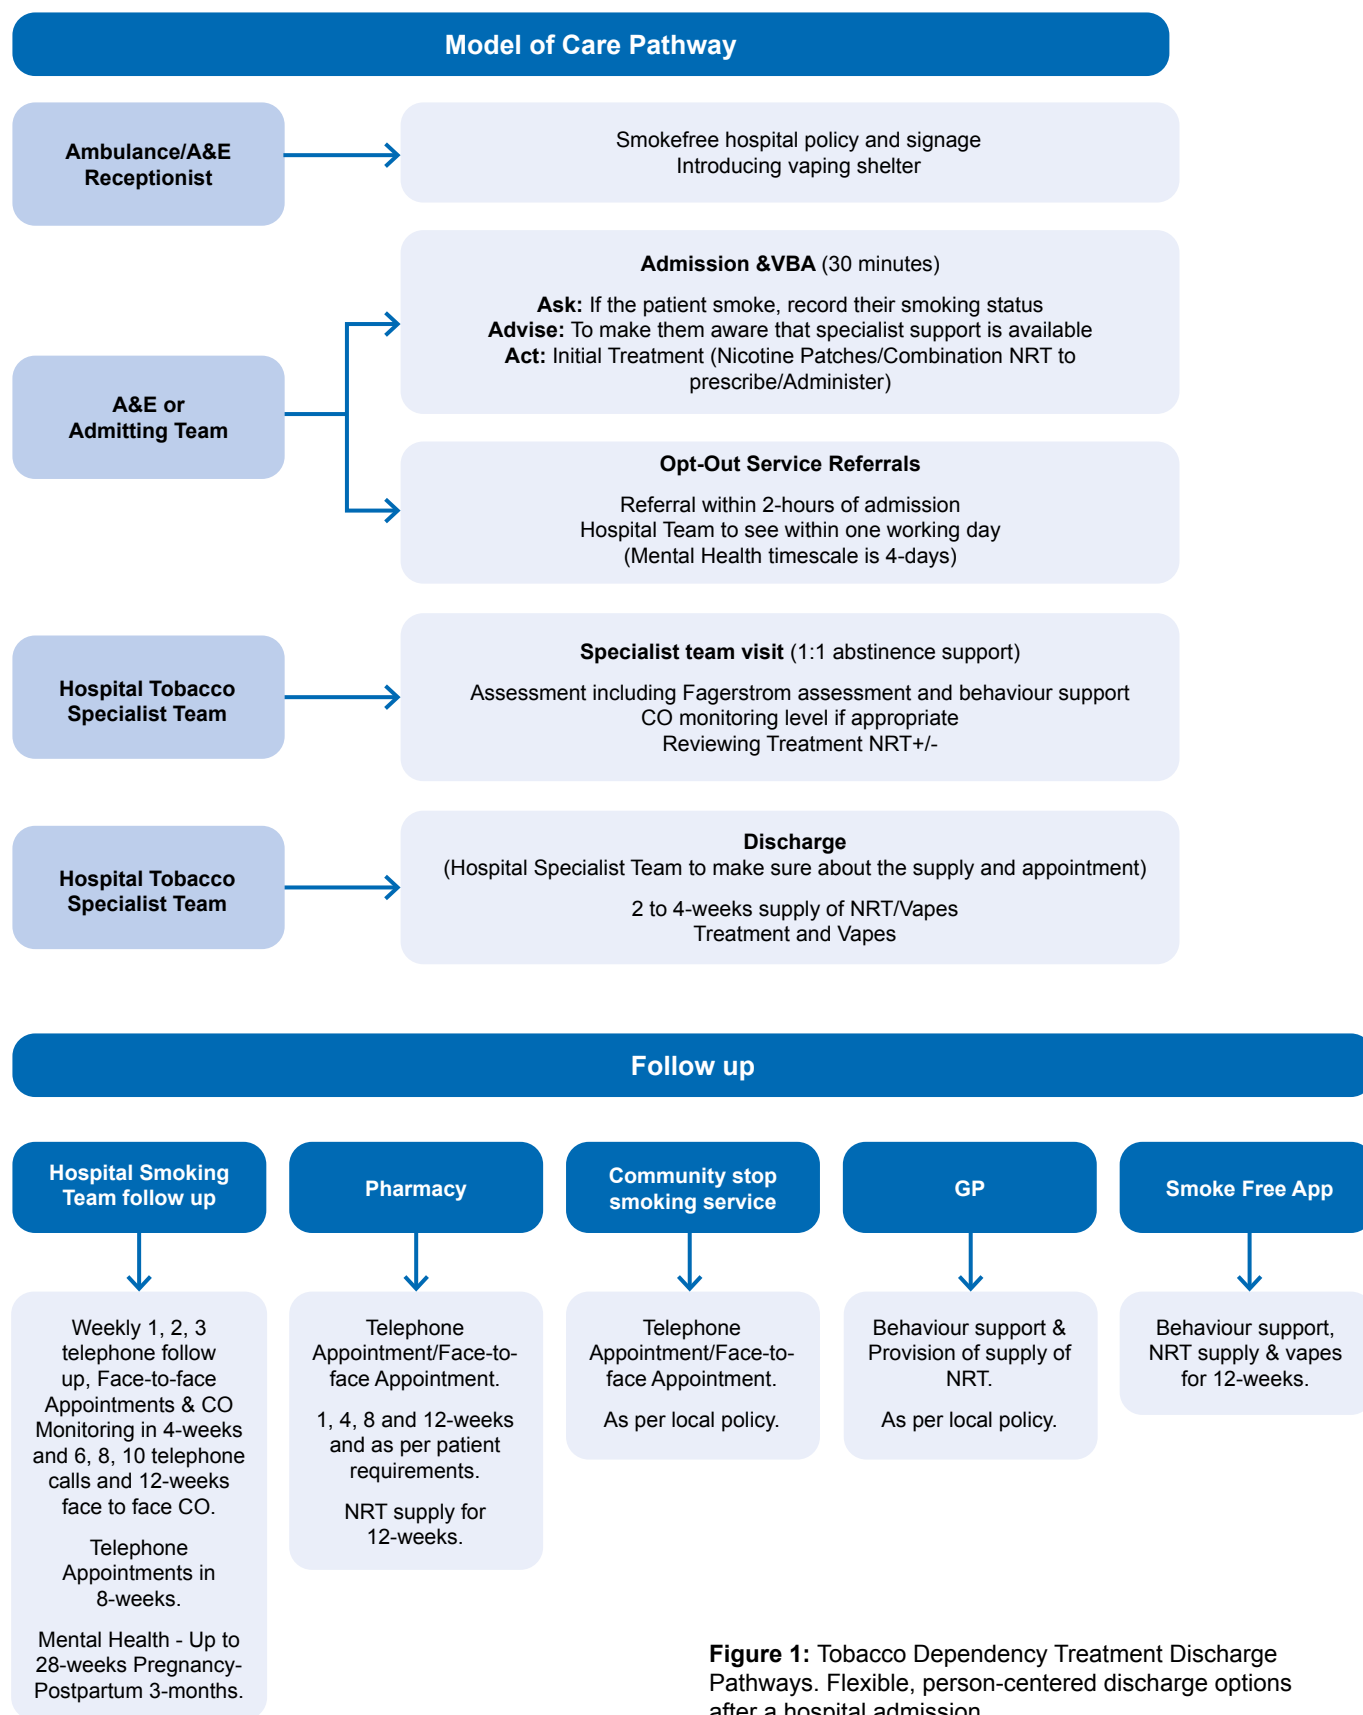 Model of Care Pathway
Ambulance/A&E
Receptionist
Smokefree hospital policy and signage
Introducing vaping shelter
A&E or
Admitting Team
Admission &VBA (30 minutes)
Ask: If the patient smoke, record their smoking status
Advise: To make them aware that specialist support is available
Act: Initial Treatment (Nicotine Patches/Combination NRT to
prescribe/Administer)
Opt-Out Service Referrals
Referral within 2-hours of admission
Hospital Team to see within one working day
(Mental Health timescale is 4-days)
Hospital Tobacco
Specialist Team
Specialist team visit (1:1 abstinence support)
Assessment including Fagerstrom assessment and behaviour support
CO monitoring level if appropriate
Reviewing Treatment NRT+/-
Hospital Tobacco
Specialist Team
Discharge
(Hospital Specialist Team to make sure about the supply and appointment)
2 to 4-weeks supply of NRT/Vapes
Treatment and Vapes
Follow up
Hospital Smoking
Team follow up
Weekly 1, 2, 3
telephone follow
up, Face-to-face
Appointments & CO
Monitoring in 4-weeks
and 6, 8, 10 telephone
calls and 12-weeks
face to face CO.
Telephone
Appointments in
8-weeks.
Mental Health - Up to
28-weeks Pregnancy-
Postpartum 3-months.
Pharmacy
Telephone
Appointment/Face-to-
face Appointment.
1, 4, 8 and 12-weeks
and as per patient
requirements.
NRT supply for
12-weeks.
Community stop
smoking service
Telephone
Appointment/Face-to-
face Appointment.
As per local policy.
GP
Behaviour support &
Provision of supply of
NRT.
As per local policy.
Smoke Free App
Behaviour support,
NRT supply & vapes
for 12-weeks.
Figure 1: Tobacco Dependency Treatment Discharge
Pathways. Flexible, person-centered discharge options
after a hospital admission